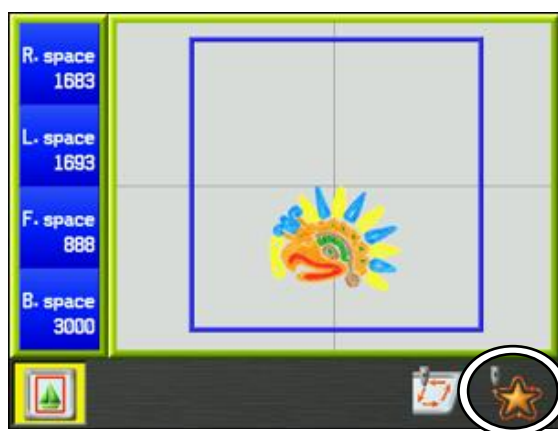 R. space
1683
L. space
1693
F. space
888
B. space
3000